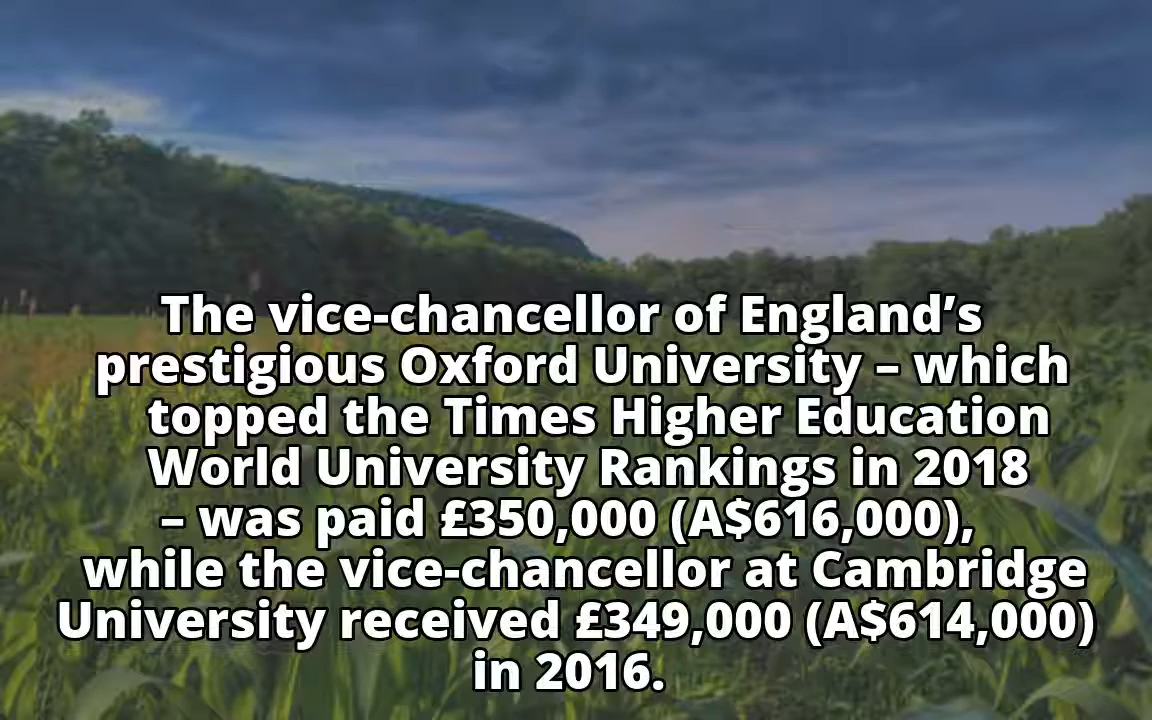 The vice-chancellor of England’s
prestigious Oxford University – which
topped the Times Higher Education
World University Rankings in 2018
– was paid £350,000 (A$616,000),
while the vice-chancellor at Cambridge
University received £349,000 (A$614,000)
in 2016.